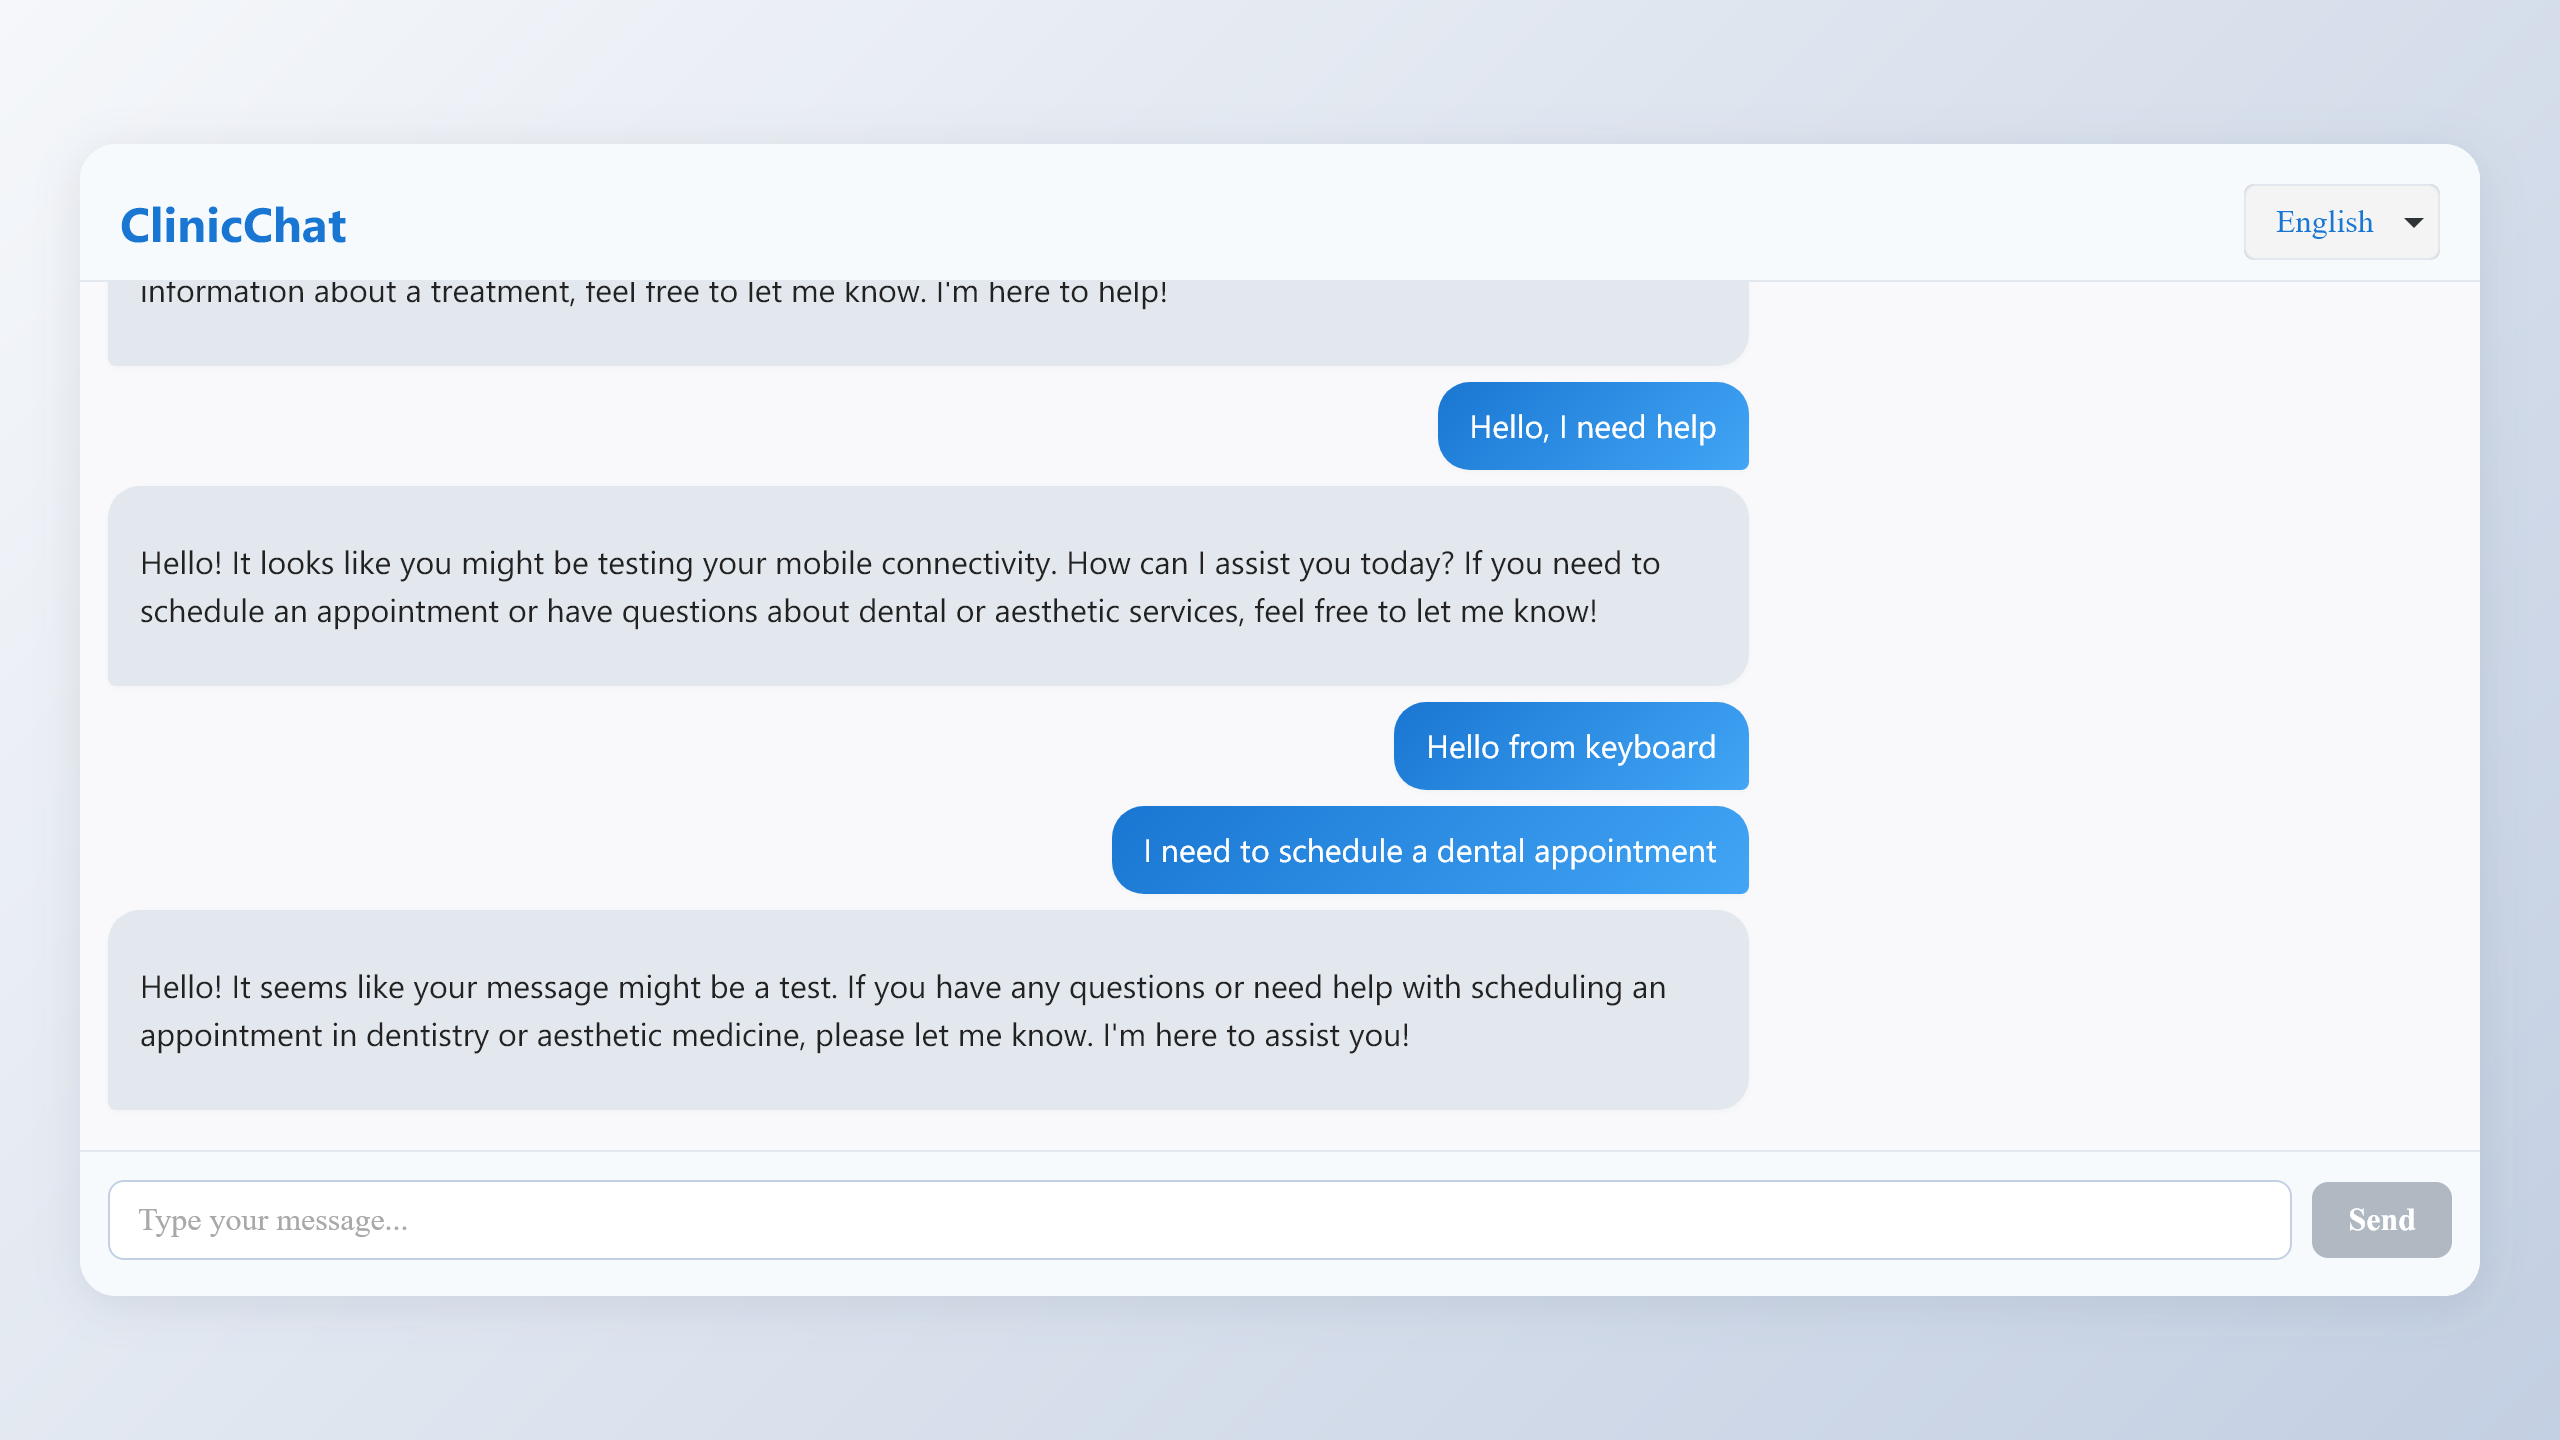 ClinicChat
English
information about a treatment, feel free to let me know. I'm here to help!
Hello, I need help
Hello! It looks like you might be testing your mobile connectivity. How can I assist you today? If you need to
schedule an appointment or have questions about dental or aesthetic services, feel free to let me know!
Hello from keyboard
I need to schedule a dental appointment
Hello! It seems like your message might be a test. If you have any questions or need help with scheduling an
appointment in dentistry or aesthetic medicine, please let me know. I'm here to assist you!
Type your message...
Send